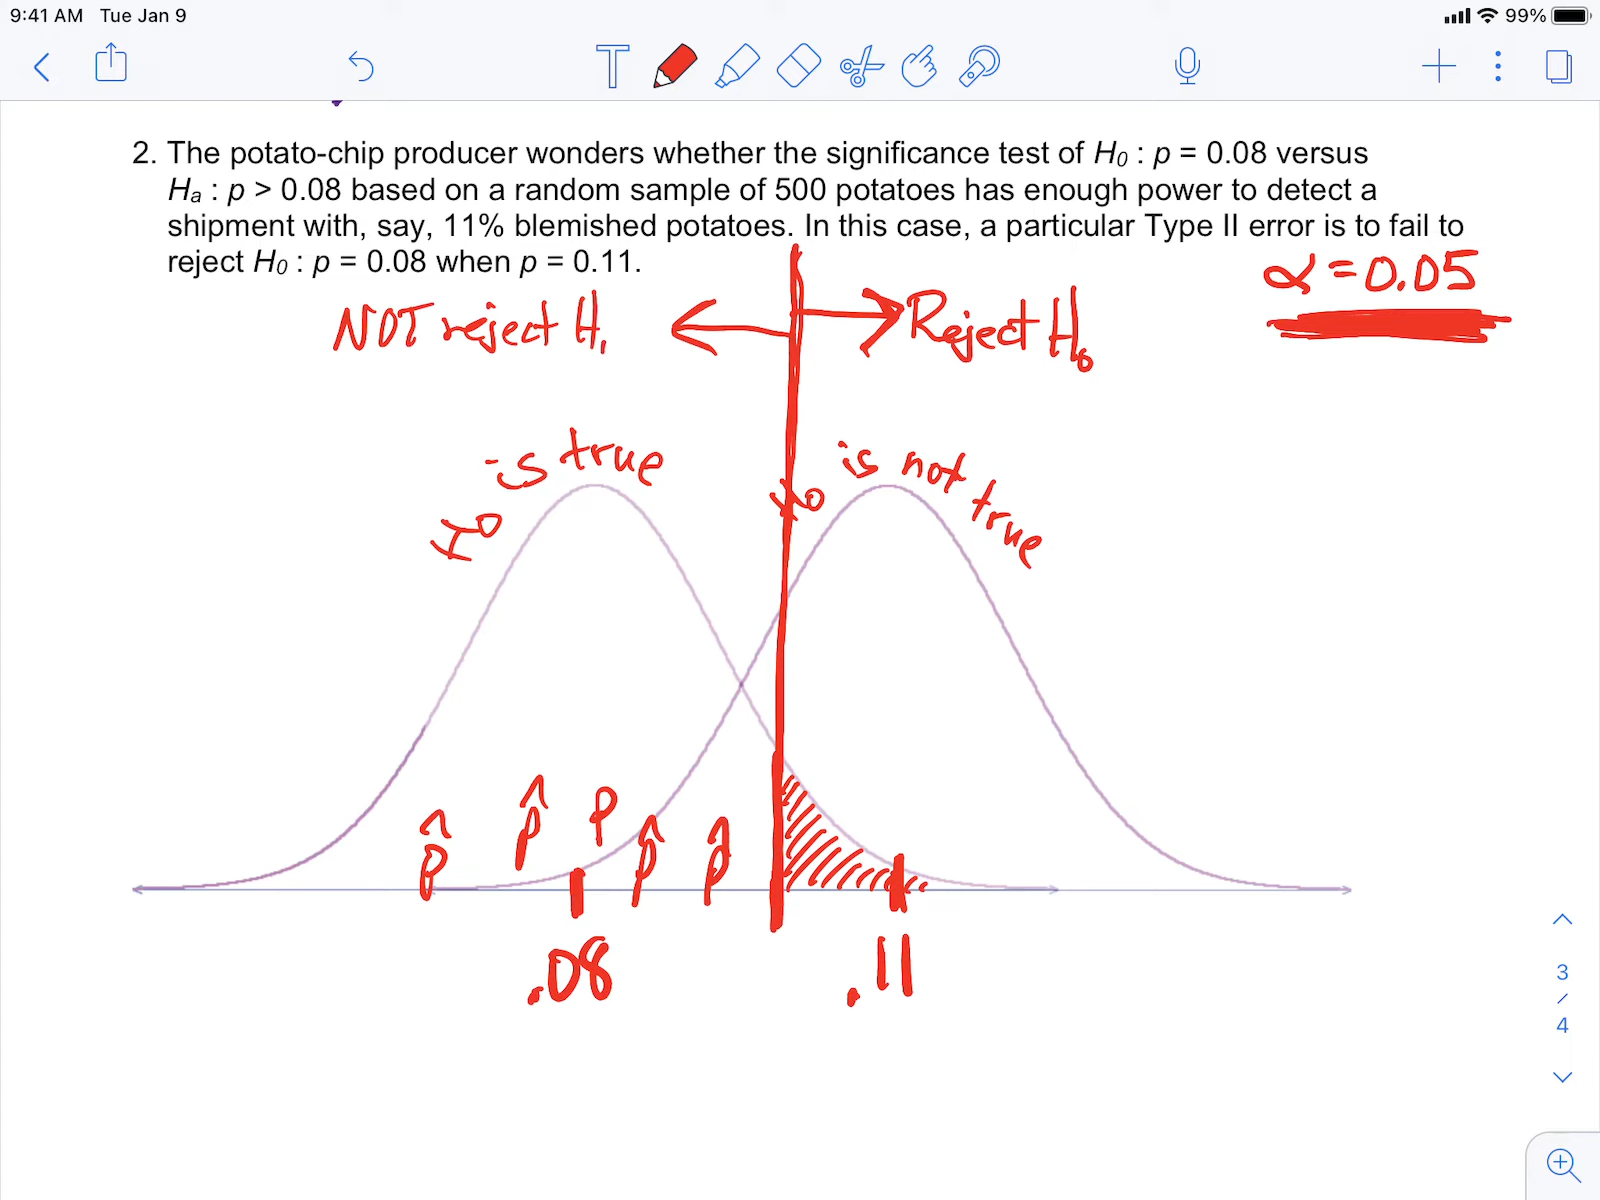 9:41 AM Tue Jan 9
99%
2. The potato-chip producer wonders whether the significance test of H0 : p = 0.08 versus
Ha : p > 0.08 based on a random sample of 500 potatoes has enough power to detect a
shipment with, say, 11% blemished potatoes. In this case, a particular Type II error is to fail to
reject H0 : p = 0.08 when p = 0.11.
α = 0.05
NOT reject H,
Reject H0
H0 is true
H0 is not true
p̂ p̂ p p̂ p̂
.08
.11
3
/
4